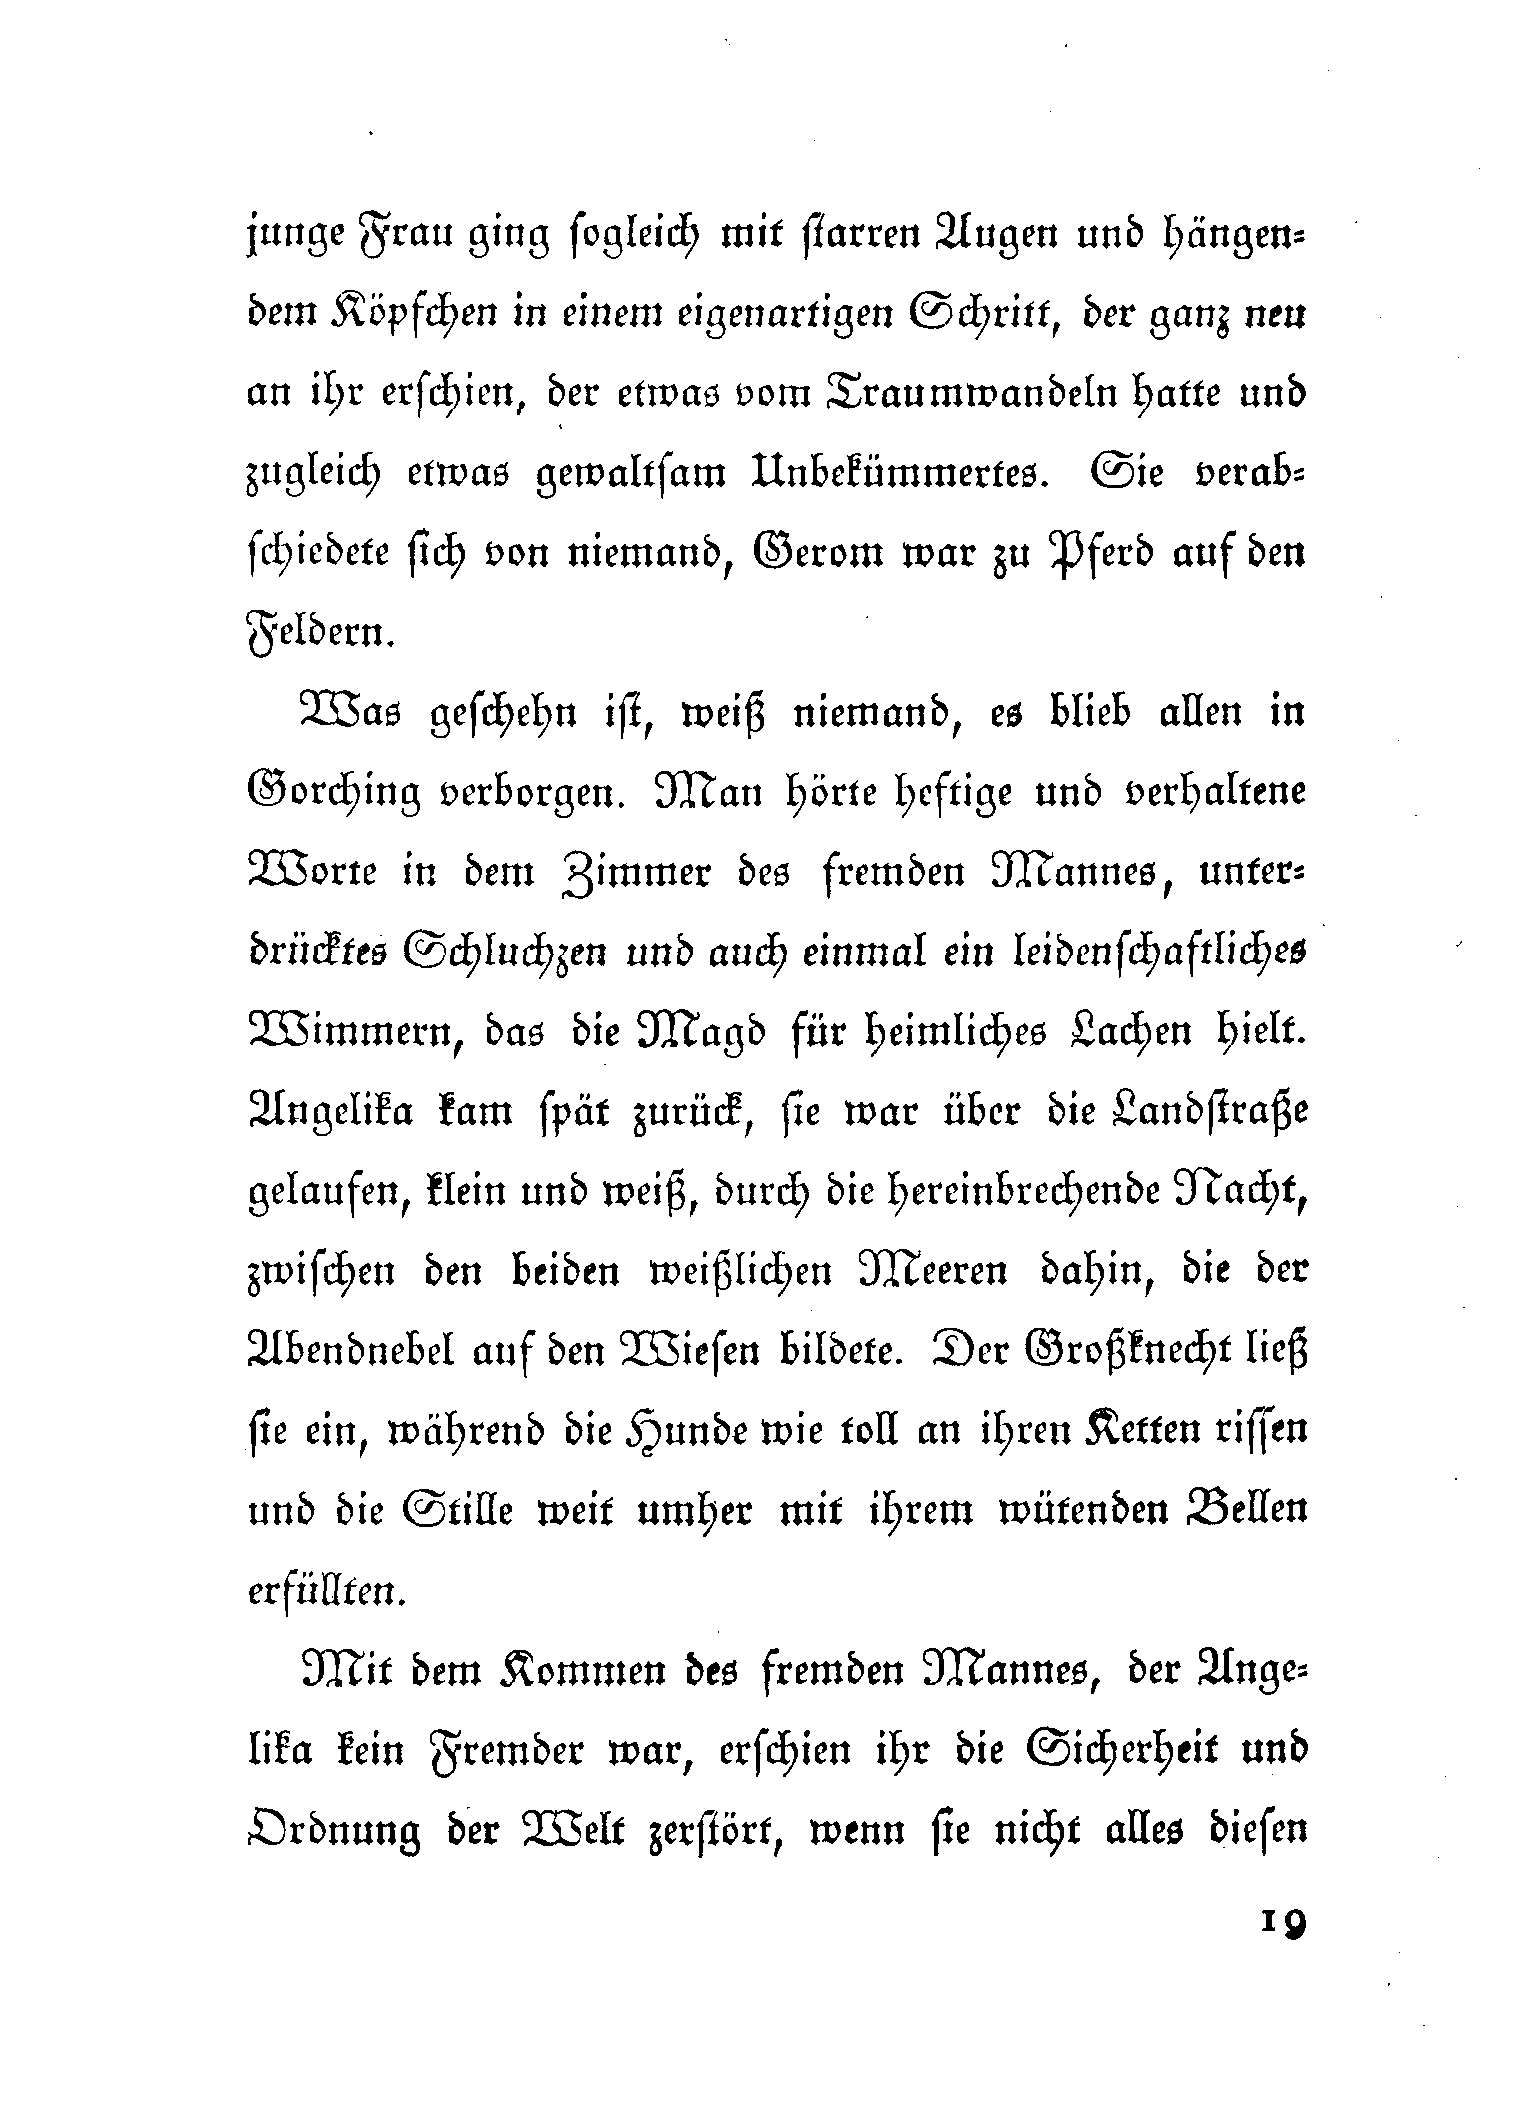 junge Frau ging sogleich mit starren Augen und hängen-
dem Köpfchen in einem eigenartigen Schritt, der ganz neu
an ihr erschien, der etwas vom Traumwandeln hatte und
zugleich etwas gewaltsam Unbekümmertes. Sie verab-
schiedete sich von niemand, Gerom war zu Pferd auf den
Feldern.
Was geschehn ist, weiß niemand, es blieb allen in
Gorching verborgen. Man hörte heftige und verhaltene
Worte in dem Zimmer des fremden Mannes, unter-
drücktes Schluchzen und auch einmal ein leidenschaftliches
Wimmern, das die Magd für heimliches Lachen hielt.
Angelika kam spät zurück, sie war über die Landstraße
gelaufen, klein und weiß, durch die hereinbrechende Nacht,
zwischen den beiden weißlichen Meeren dahin, die der
Abendnebel auf den Wiesen bildete. Der Großknecht ließ
sie ein, während die Hunde wie toll an ihren Ketten rissen
und die Stille weit umher mit ihrem wütenden Bellen
erfüllten.
Mit dem Kommen des fremden Mannes, der Ange-
lika kein Fremder war, erschien ihr die Sicherheit und
Ordnung der Welt zerstört, wenn sie nicht alles diesen
19